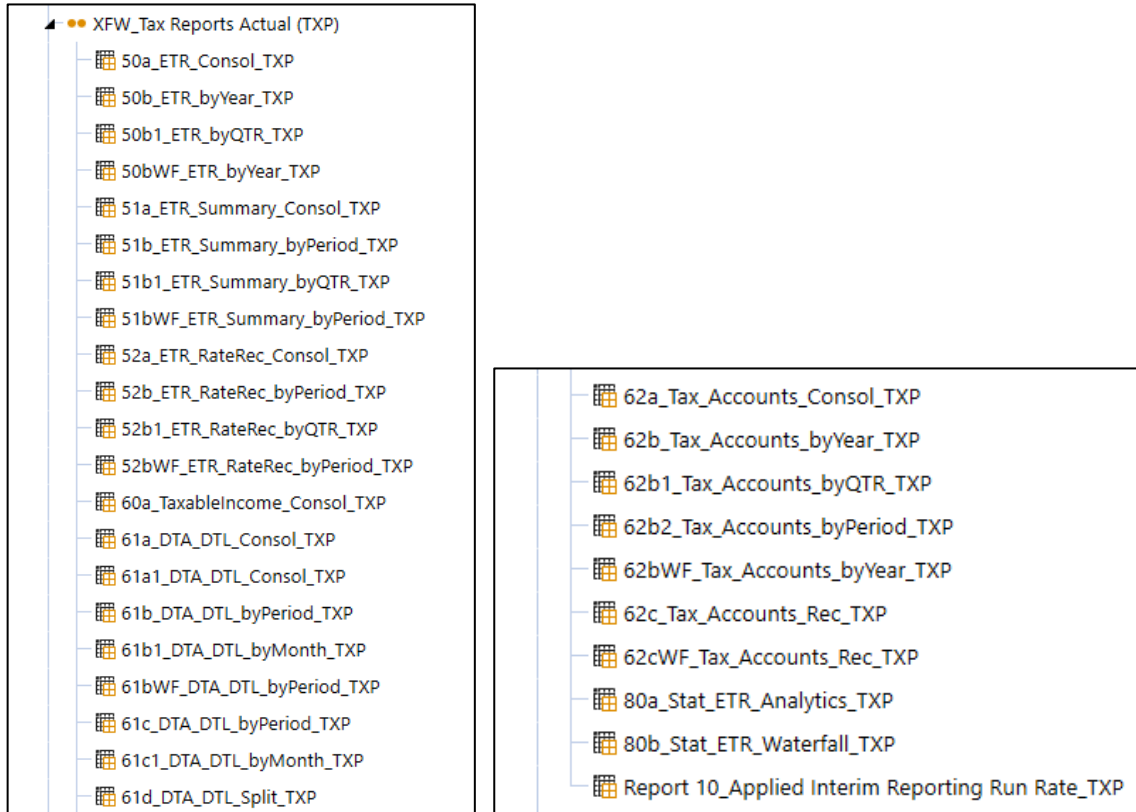 XFW_Tax Reports Actual (TXP)
50a_ETR_Consol_TXP
50b_ETR_byYear_TXP
50b1_ETR_byQTR_TXP
50bWF_ETR_byYear_TXP
51a_ETR_Summary_Consol_TXP
51b_ETR_Summary_byPeriod_TXP
51b1_ETR_Summary_byQTR_TXP
51bWF_ETR_Summary_byPeriod_TXP
52a_ETR_RateRec_Consol_TXP
52b_ETR_RateRec_byPeriod_TXP
52b1_ETR_RateRec_byQTR_TXP
52bWF_ETR_RateRec_byPeriod_TXP
60a_TaxableIncome_Consol_TXP
61a_DTA_DTL_Consol_TXP
61a1_DTA_DTL_Consol_TXP
61b_DTA_DTL_byPeriod_TXP
61b1_DTA_DTL_byMonth_TXP
61bWF_DTA_DTL_byPeriod_TXP
61c_DTA_DTL_byPeriod_TXP
61c1_DTA_DTL_byMonth_TXP
61d_DTA_DTL_Split_TXP
62a_Tax_Accounts_Consol_TXP
62b_Tax_Accounts_byYear_TXP
62b1_Tax_Accounts_byQTR_TXP
62b2_Tax_Accounts_byPeriod_TXP
62bWF_Tax_Accounts_byYear_TXP
62c_Tax_Accounts_Rec_TXP
62cWF_Tax_Accounts_Rec_TXP
80a_Stat_ETR_Analytics_TXP
80b_Stat_ETR_Waterfall_TXP
Report 10_Applied Interim Reporting Run Rate_TXP